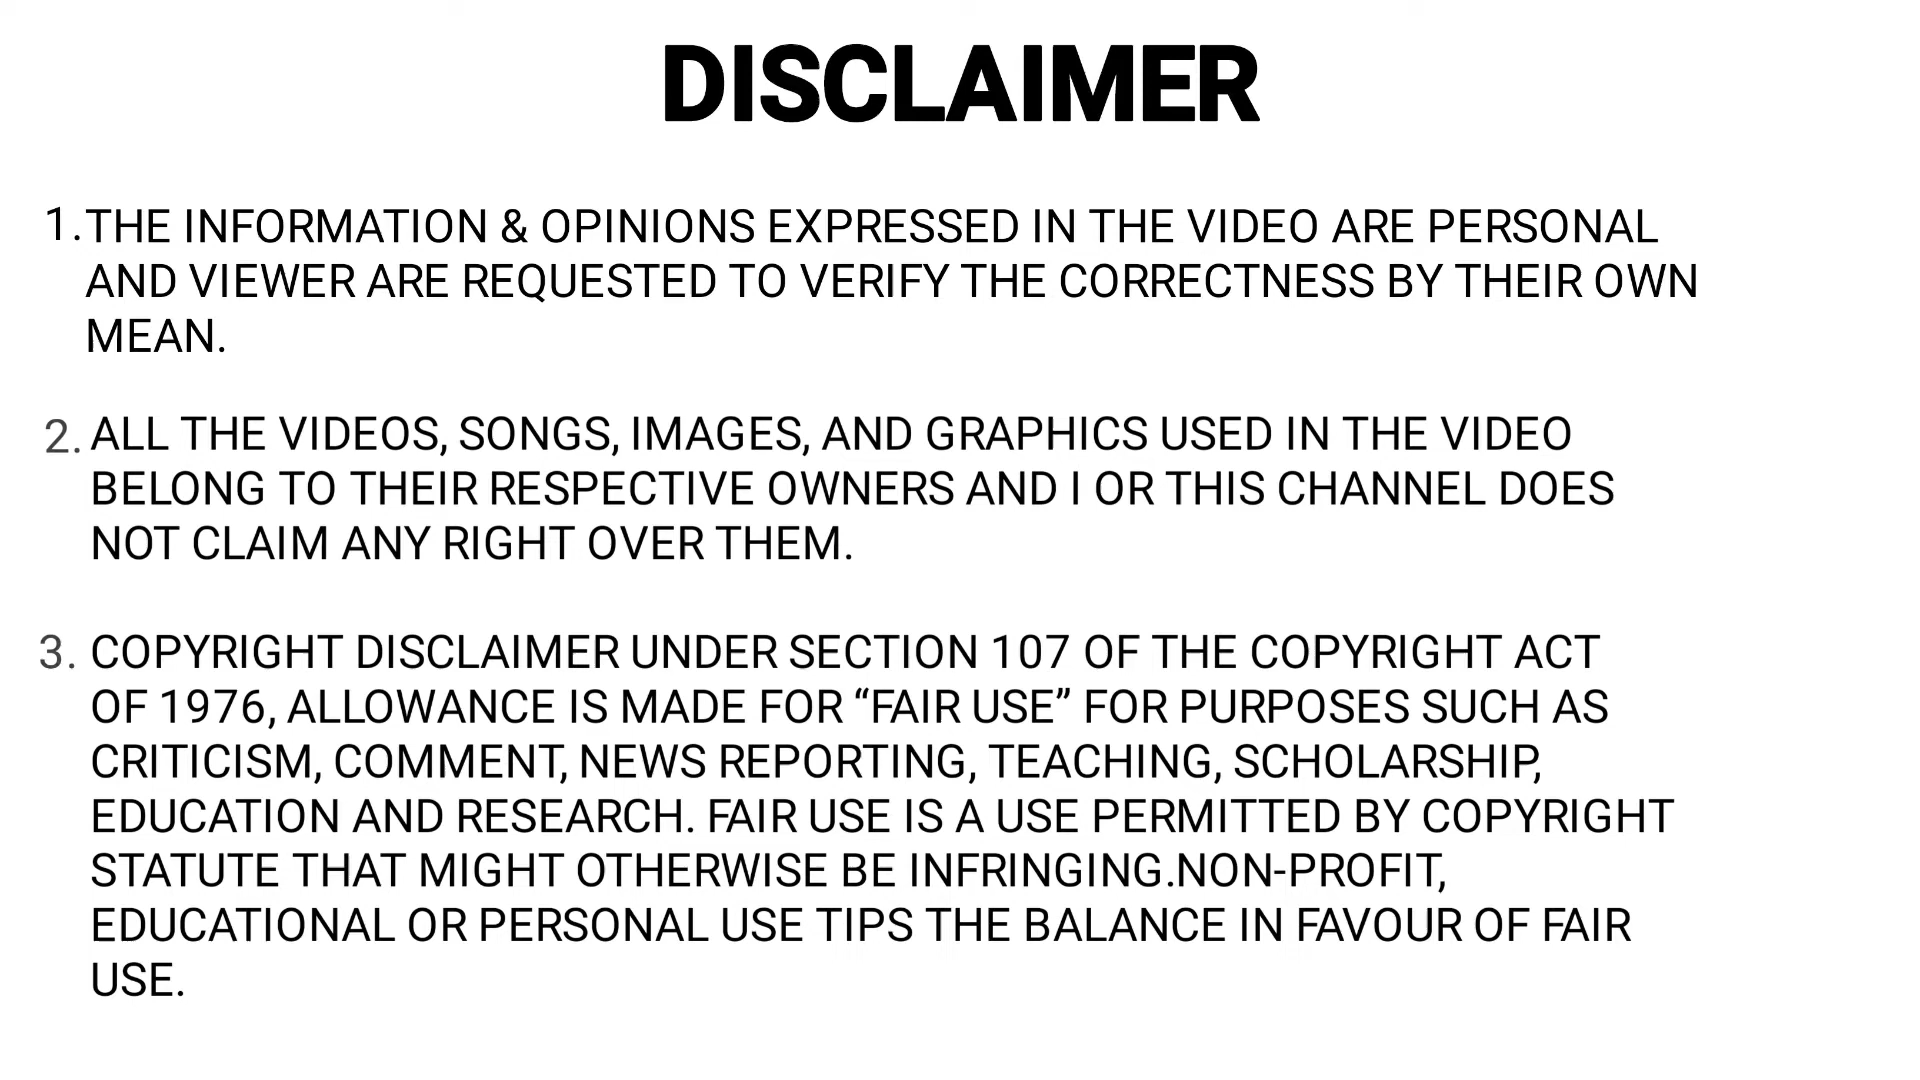 DISCLAIMER
1. THE INFORMATION & OPINIONS EXPRESSED IN THE VIDEO ARE PERSONAL
AND VIEWER ARE REQUESTED TO VERIFY THE CORRECTNESS BY THEIR OWN
MEAN.
2. ALL THE VIDEOS, SONGS, IMAGES, AND GRAPHICS USED IN THE VIDEO
BELONG TO THEIR RESPECTIVE OWNERS AND I OR THIS CHANNEL DOES
NOT CLAIM ANY RIGHT OVER THEM.
3. COPYRIGHT DISCLAIMER UNDER SECTION 107 OF THE COPYRIGHT ACT
OF 1976, ALLOWANCE IS MADE FOR “FAIR USE” FOR PURPOSES SUCH AS
CRITICISM, COMMENT, NEWS REPORTING, TEACHING, SCHOLARSHIP,
EDUCATION AND RESEARCH. FAIR USE IS A USE PERMITTED BY COPYRIGHT
STATUTE THAT MIGHT OTHERWISE BE INFRINGING.NON-PROFIT,
EDUCATIONAL OR PERSONAL USE TIPS THE BALANCE IN FAVOUR OF FAIR
USE.